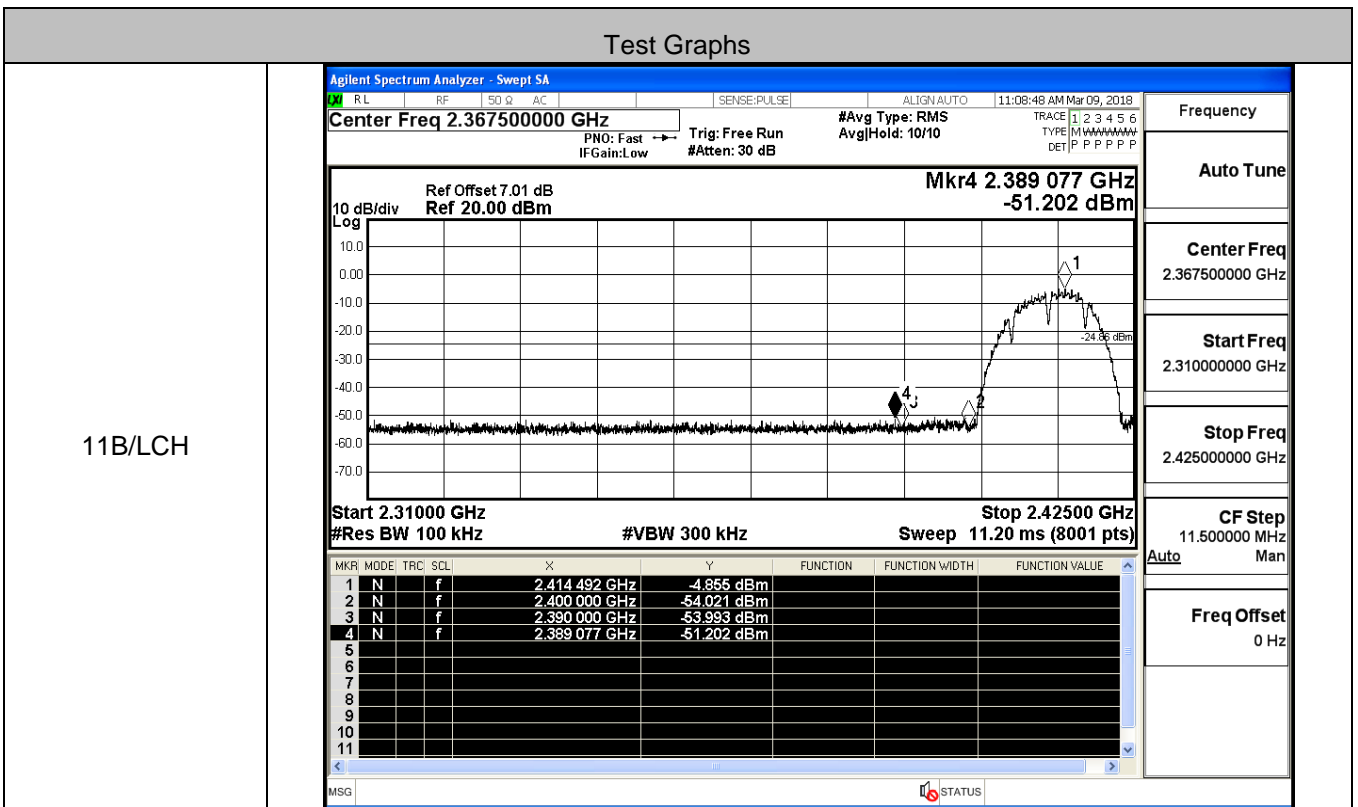 Test Graphs
11B/LCH
Agilent Spectrum Analyzer - Swept SA
LXI RL RF 50 Ω AC SENSE:PULSE ALIGN AUTO 11:08:48 AM Mar 09, 2018
Center Freq 2.367500000 GHz
PNO: Fast
IFGain:Low
Trig: Free Run
#Atten: 30 dB
#Avg Type: RMS
Avg|Hold: 10/10
TRACE 1 2 3 4 5 6
TYPE M WWWWW
DET P P P P P P
Mkr4 2.389 077 GHz
-51.202 dBm
Ref Offset 7.01 dB
10 dB/div Ref 20.00 dBm
Log
10.0
0.00
-10.0
-20.0
-30.0
-40.0
-50.0
-60.0
-70.0
1
-24.86 dBm
4
3
2
Start 2.31000 GHz Stop 2.42500 GHz
#Res BW 100 kHz #VBW 300 kHz Sweep 11.20 ms (8001 pts)
MKR MODE TRC SCL X Y FUNCTION FUNCTION WIDTH FUNCTION VALUE
1 N f 2.414 492 GHz -4.855 dBm
2 N f 2.400 000 GHz -54.021 dBm
3 N f 2.390 000 GHz -53.993 dBm
4 N f 2.389 077 GHz -51.202 dBm
5
6
7
8
9
10
11
MSG STATUS
Frequency
Auto Tune
Center Freq
2.367500000 GHz
Start Freq
2.310000000 GHz
Stop Freq
2.425000000 GHz
CF Step
11.500000 MHz
Auto Man
Freq Offset
0 Hz